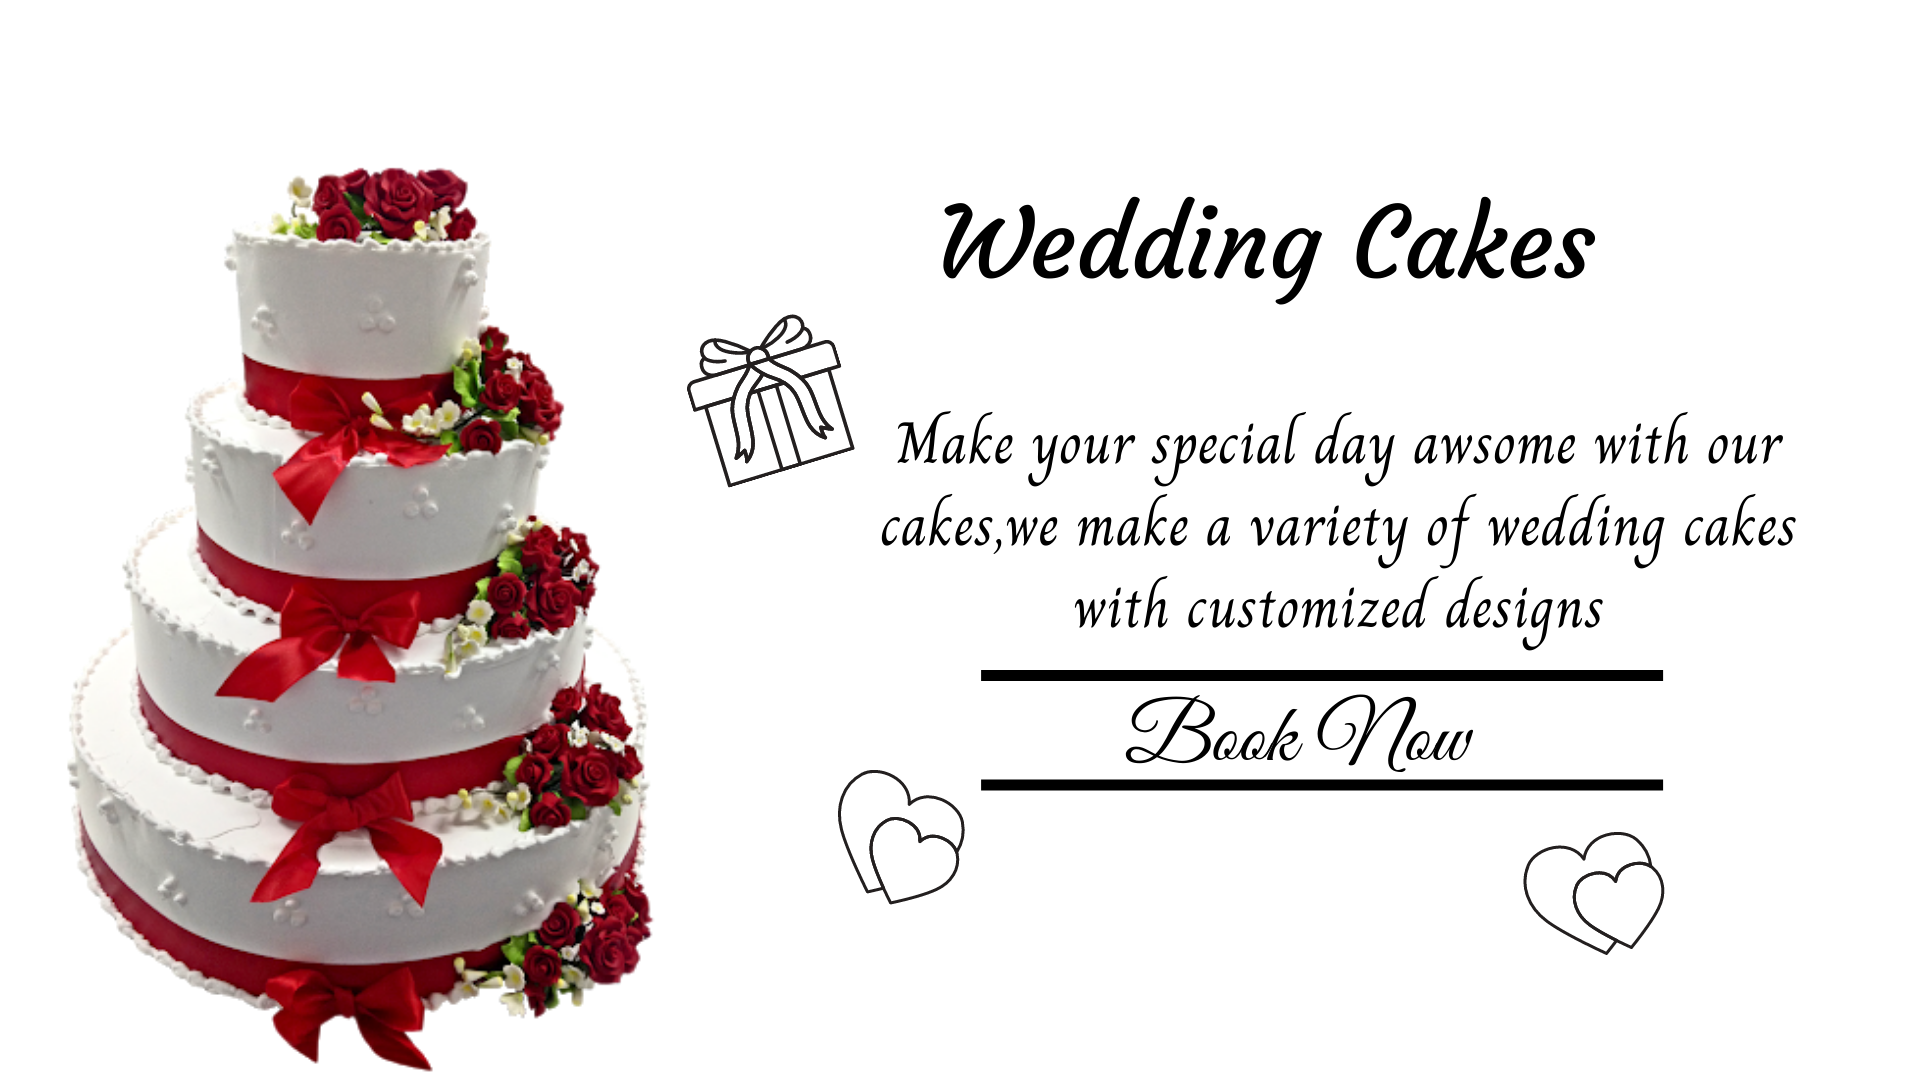 Wedding Cakes
Make your special day awsome with our
cakes,we make a variety of wedding cakes
with customized designs
Book Now